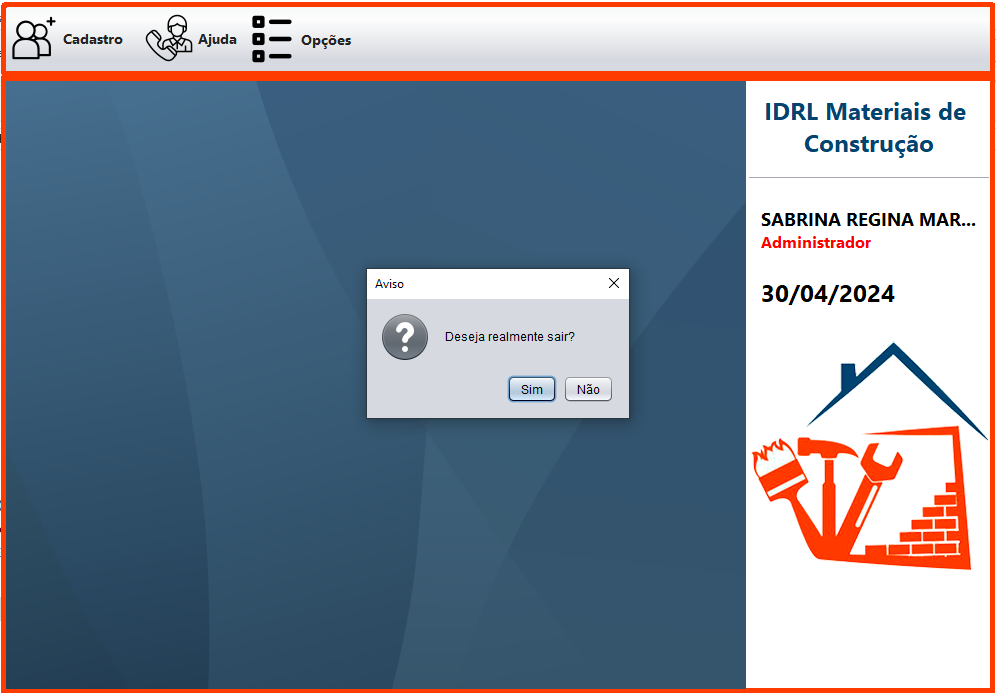 Cadastro
Ajuda
Opções
IDRL Materiais de
Construção
SABRINA REGINA MAR...
Administrador
30/04/2024
Aviso
Deseja realmente sair?
Sim
Não